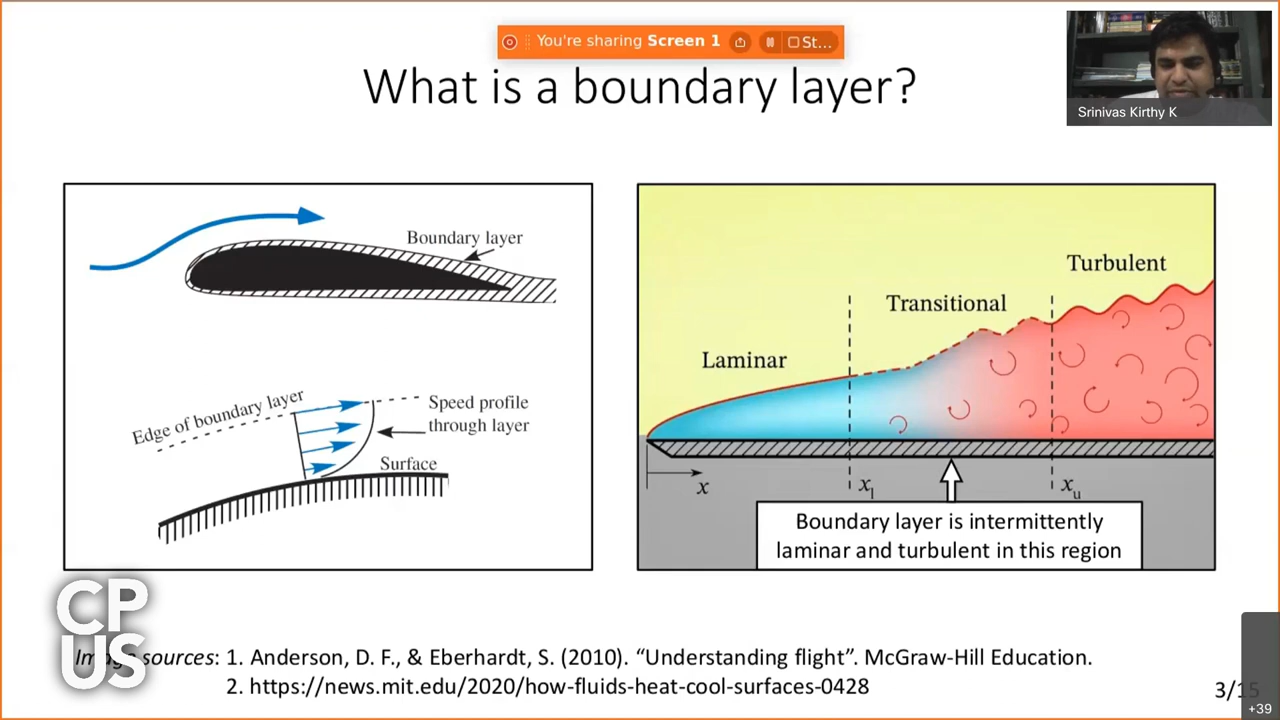 You're sharing Screen 1
St...
What is a boundary layer?
Srinivas Kirthy K
Boundary layer
Edge of boundary layer
Speed profile
through layer
Surface
Laminar
Transitional
Turbulent
x
xl
xu
Boundary layer is intermittently
laminar and turbulent in this region
CP
US
Image sources: 1. Anderson, D. F., & Eberhardt, S. (2010). “Understanding flight”. McGraw-Hill Education.
2. https://news.mit.edu/2020/how-fluids-heat-cool-surfaces-0428
3/15
+39